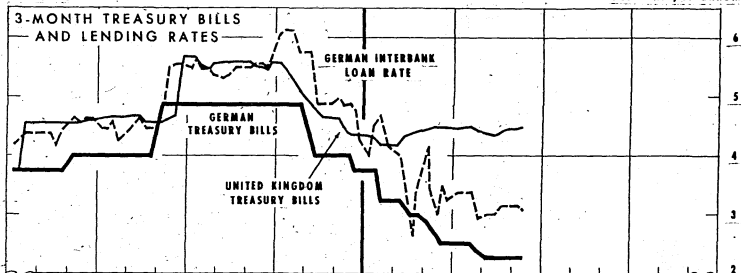 3-MONTH TREASURY BILLS
AND LENDING RATES
6
GERMAN INTERBANK
LOAN RATE
5
GERMAN
TREASURY BILLS
4
UNITED KINGDOM
TREASURY BILLS
3
2